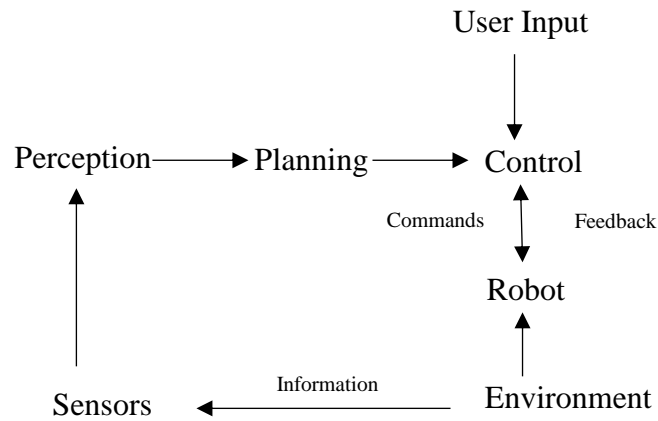 User Input
Perception
Planning
Control
Commands
Feedback
Robot
Information
Sensors
Environment